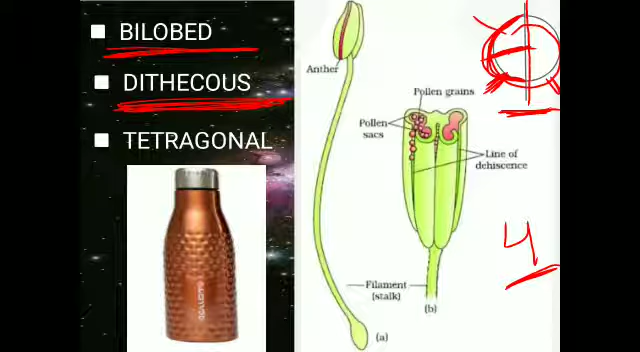 BILOBED
DITHECOUS
TETRAGONAL
Anther
Pollen grains
Pollen
sacs
Line of
dehiscence
4
Filament
(stalk)
(a)
(b)